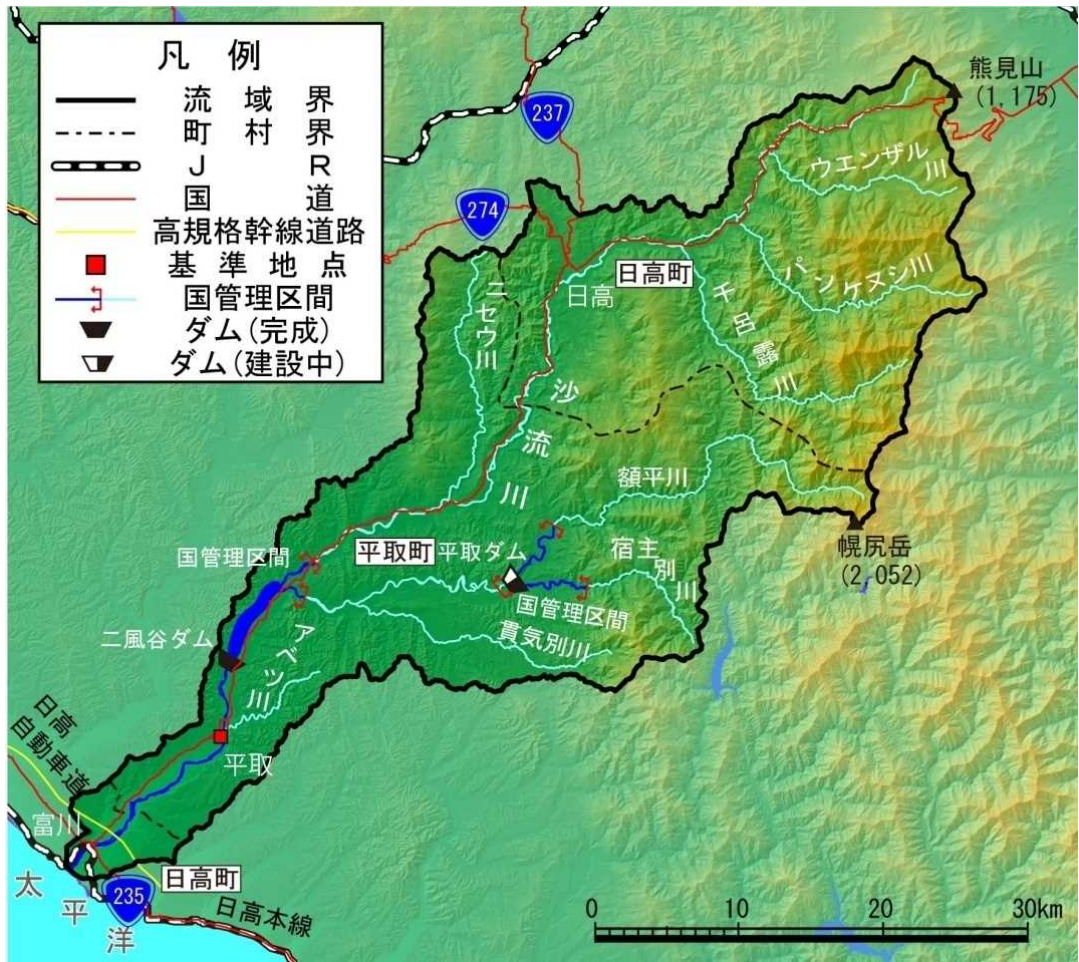 凡 例
流 域 界
町 村 界
J R
国 道
高規格幹線道路
基 準 地 点
国管理区間
ダム(完成)
ダム(建設中)
237
274
熊見山
(1,175)
ウエンザル川
パンケヌシ川
日高町
日高
千呂露川
ニセウ川
沙流川
額平川
幌尻岳
(2,052)
国管理区間
平取町
平取ダム
宿主別川
国管理区間
貫気別川
二風谷ダム
アベツ川
平取
日高
自動車道
富川
日高町
235
日高本線
太平洋
0 10 20 30km